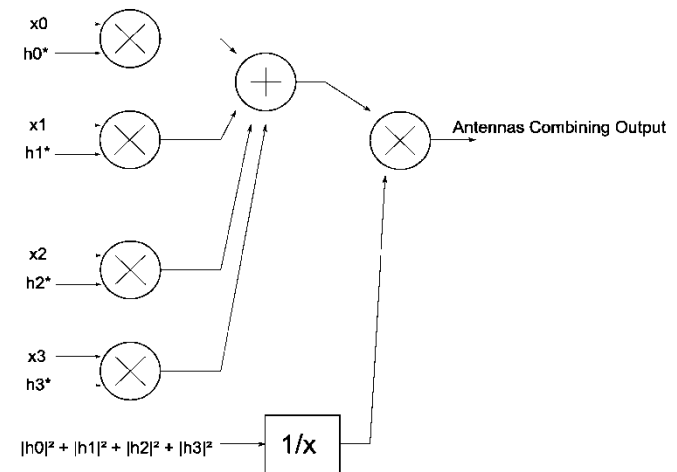 x0
h0*
x1
h1*
Antennas Combining Output
x2
h2*
x3
h3*
|h0|² + |h1|² + |h2|² + |h3|²
1/x